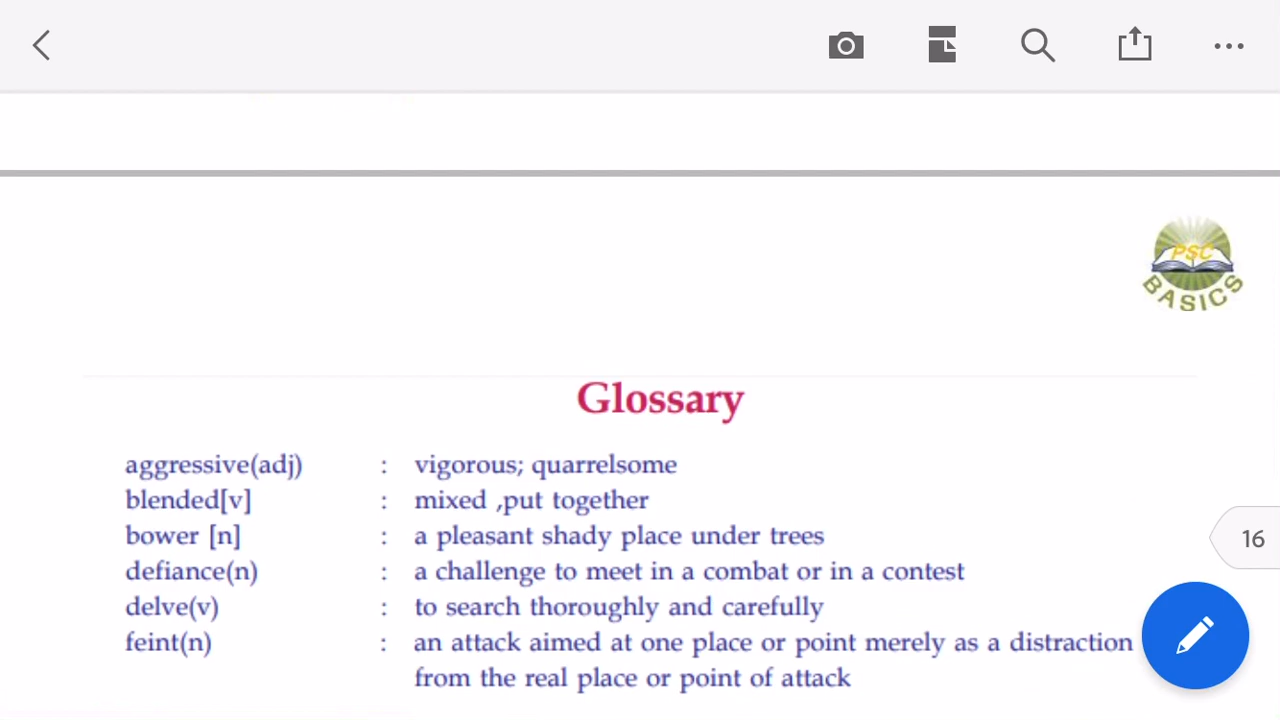 PSC
BASICS
Glossary
aggressive(adj) : vigorous; quarrelsome
blended[v] : mixed ,put together
bower [n] : a pleasant shady place under trees
defiance(n) : a challenge to meet in a combat or in a contest
16
delve(v) : to search thoroughly and carefully
feint(n) : an attack aimed at one place or point merely as a distraction
from the real place or point of attack